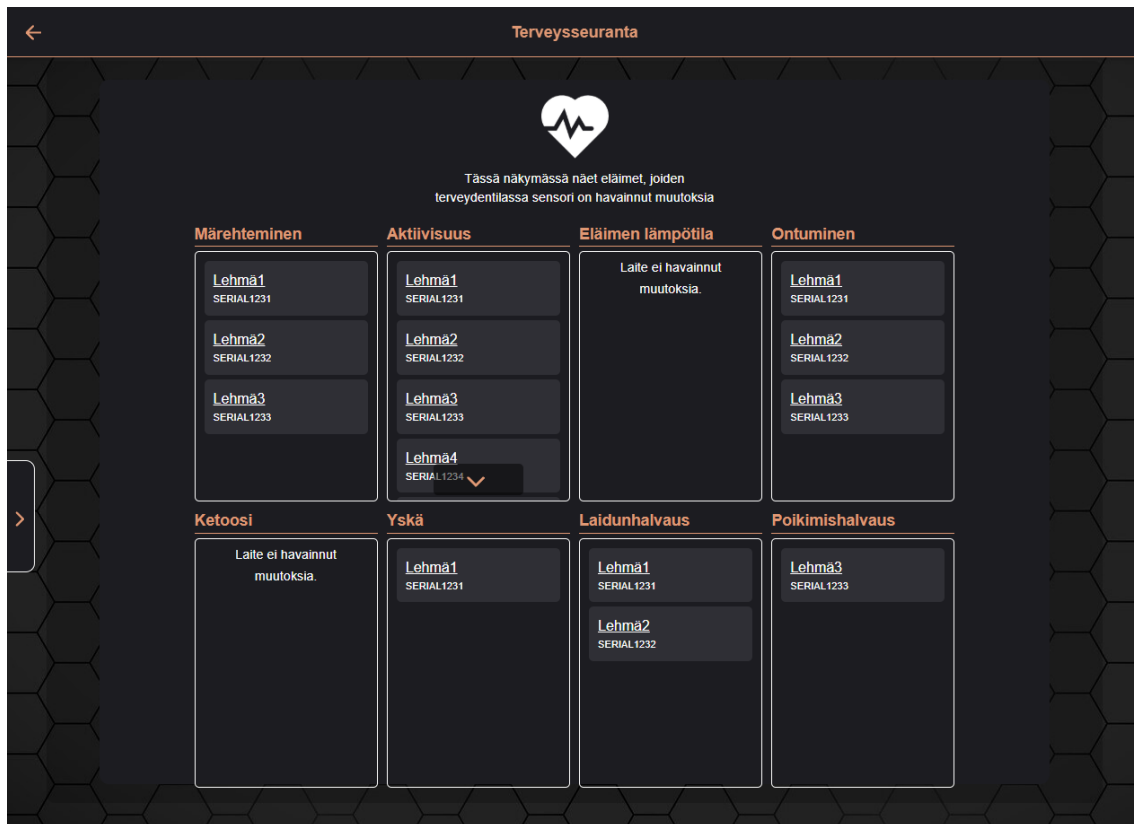 Terveysseuranta
Tässä näkymässä näet eläimet, joiden
terveydentilassa sensori on havainnut muutoksia
Märehteminen
Lehmä1
SERIAL1231
Lehmä2
SERIAL1232
Lehmä3
SERIAL1233
Aktiivisuus
Lehmä1
SERIAL1231
Lehmä2
SERIAL1232
Lehmä3
SERIAL1233
Lehmä4
SERIAL1234
Eläimen lämpötila
Laite ei havainnut
muutoksia.
Ontuminen
Lehmä1
SERIAL1231
Lehmä2
SERIAL1232
Lehmä3
SERIAL1233
Ketoosi
Laite ei havainnut
muutoksia.
Yskä
Lehmä1
SERIAL1231
Laidunhalvaus
Lehmä1
SERIAL1231
Lehmä2
SERIAL1232
Poikimishalvaus
Lehmä3
SERIAL1233